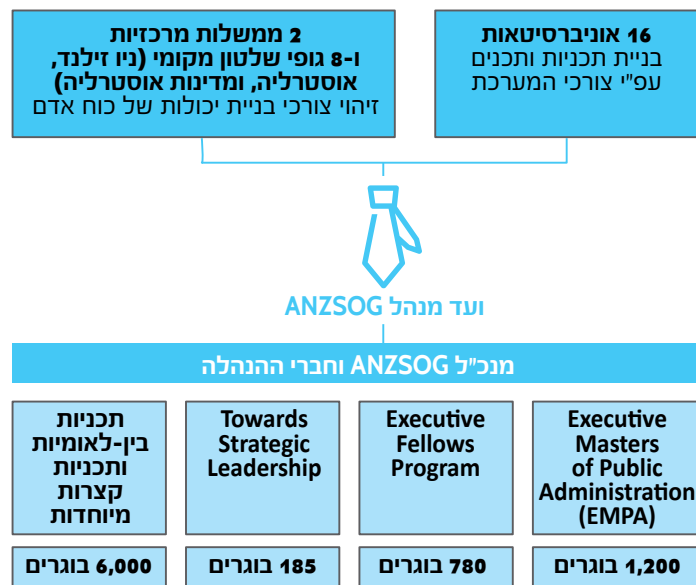 16 אוניברסיטאות
בניית תכניות ותכנים
עפ"י צורכי המערכת
2 ממשלות מרכזיות
ו-8 גופי שלטון מקומי (ניו זילנד,
אוסטרליה, ומדינות אוסטרליה)
זיהוי צורכי בניית יכולות של כוח אדם
ועד מנהל ANZSOG
מנכ"ל ANZSOG וחברי ההנהלה
Executive
Masters
of Public
Administration
(EMPA)
Executive
Fellows
Program
Towards
Strategic
Leadership
תכניות
בין-לאומיות
ותכניות
קצרות
מיוחדות
1,200 בוגרים
780 בוגרים
185 בוגרים
6,000 בוגרים